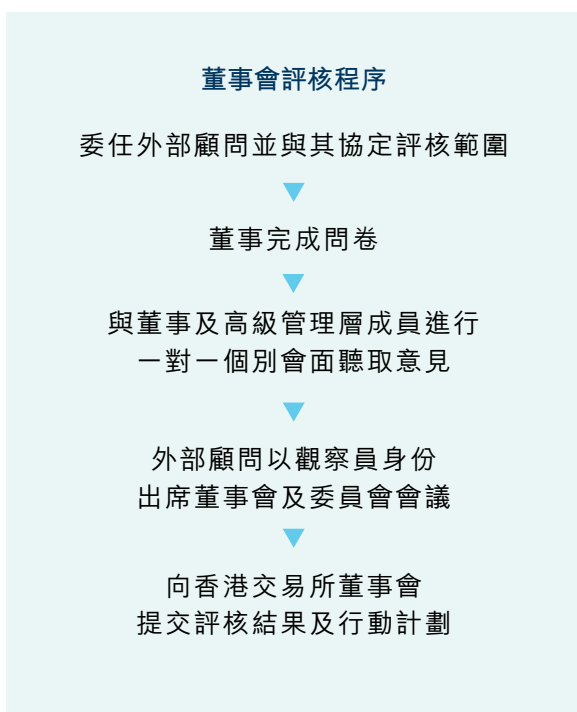 董事會評核程序
委任外部顧問並與其協定評核範圍
董事完成問卷
與董事及高級管理層成員進行
一對一個別會面聽取意見
外部顧問以觀察員身份
出席董事會及委員會會議
向香港交易所董事會
提交評核結果及行動計劃